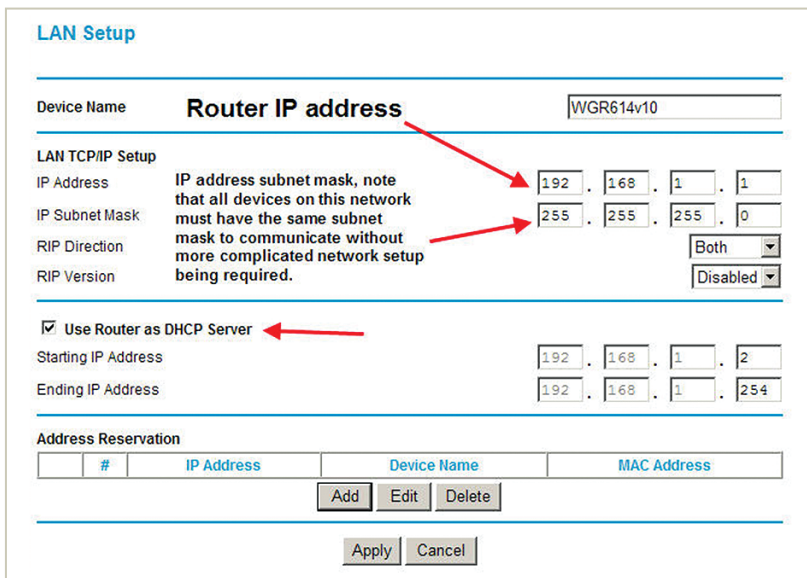 LAN Setup
Device Name Router IP address WGR614v10
LAN TCP/IP Setup
IP Address 192 . 168 . 1 . 1
IP Subnet Mask 255 . 255 . 255 . 0
IP address subnet mask, note
that all devices on this network
must have the same subnet
mask to communicate without
more complicated network setup
being required.
RIP Direction Both
RIP Version Disabled
Use Router as DHCP Server
Starting IP Address 192 . 168 . 1 . 2
Ending IP Address 192 . 168 . 1 . 254
Address Reservation
# IP Address Device Name MAC Address
Add Edit Delete
Apply Cancel